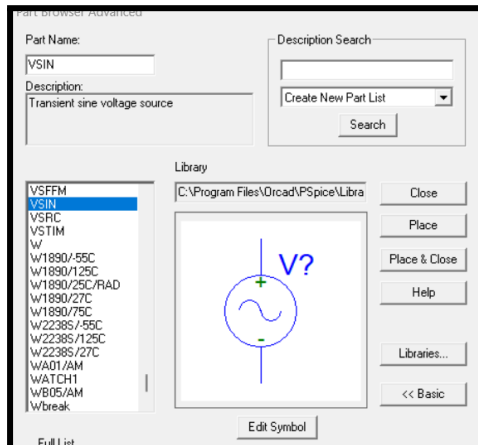 Part Browser Advanced
Part Name:
VSIN
Description:
Transient sine voltage source
Description Search
Create New Part List
Search
Library
C:\Program Files\Orcad\PSpice\Libra
VSFFM
VSIN
VSRC
VSTIM
W
W1890/-55C
W1890/125C
W1890/25C/RAD
W1890/27C
W1890/75C
W2238S/-55C
W2238S/125C
W2238S/27C
WA01/AM
WATCH1
WB05/AM
Wbreak
Full List
V?
+
-
Edit Symbol
Close
Place
Place & Close
Help
Libraries...
<< Basic